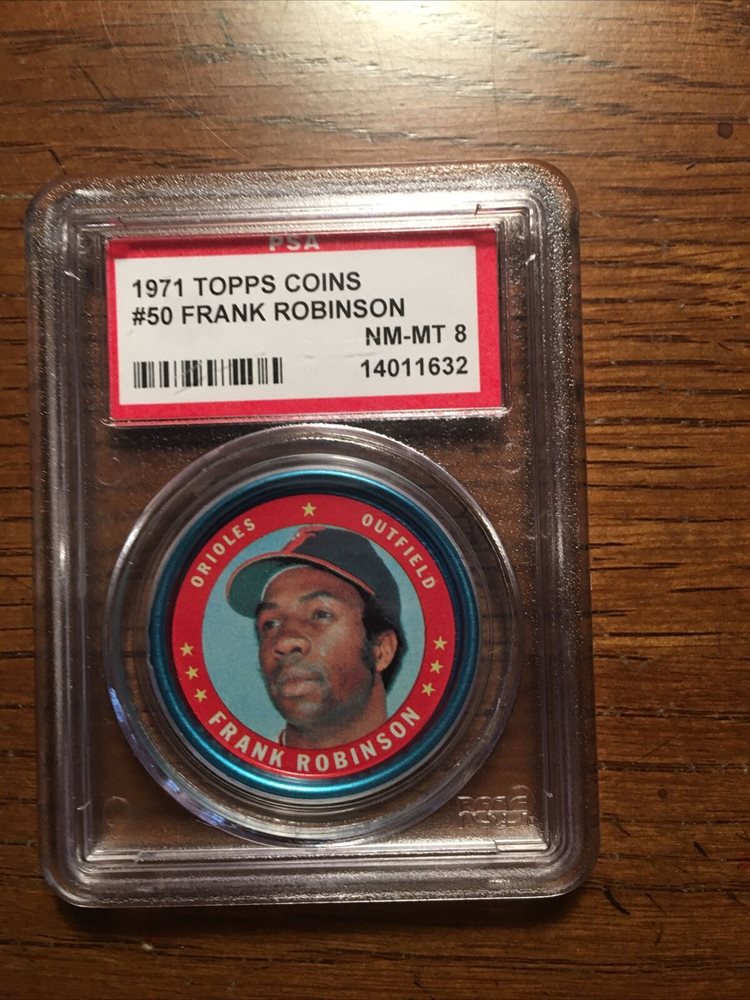 PSA
1971 TOPPS COINS
#50 FRANK ROBINSON
NM-MT 8
14011632
ORIOLES ★ OUTFIELD
★★★ FRANK ROBINSON ★★★